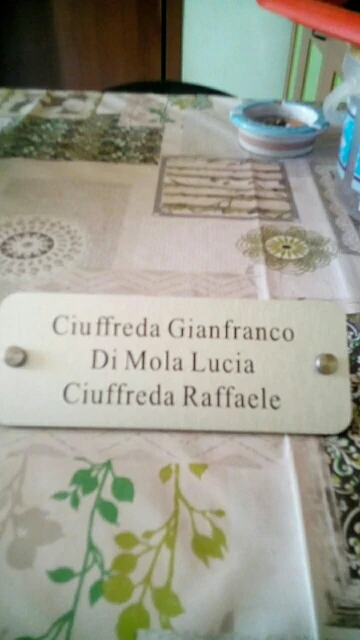 Ciuffreda Gianfranco
Di Mola Lucia
Ciuffreda Raffaele